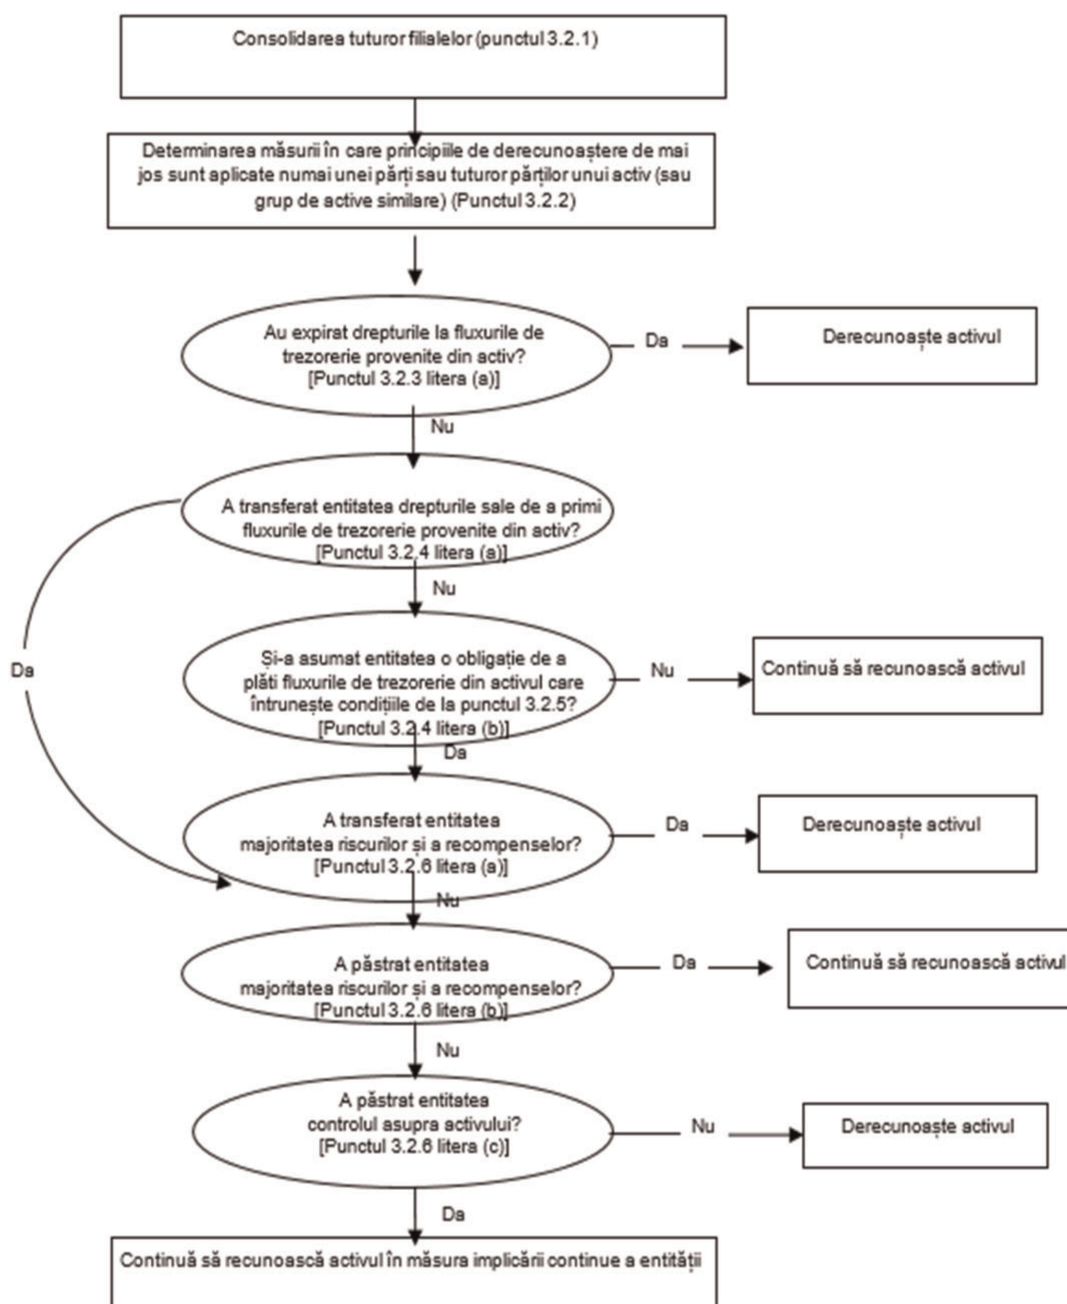 Consolidarea tuturor filialelor (punctul 3.2.1)
Determinarea măsurii în care principiile de derecunoaștere de mai
jos sunt aplicate numai unei părți sau tuturor părților unui activ (sau
grup de active similare) (Punctul 3.2.2)
Au expirat drepturile la fluxurile de
trezorerie provenite din activ?
[Punctul 3.2.3 litera (a)]
Da
Derecunoaște activul
Nu
A transferat entitatea drepturile sale de a primi
fluxurile de trezorerie provenite din activ?
[Punctul 3.2.4 litera (a)]
Nu
Da
Și-a asumat entitatea o obligație de a
plăti fluxurile de trezorerie din activul care
întrunește condițiile de la punctul 3.2.5?
[Punctul 3.2.4 litera (b)]
Nu
Continuă să recunoască activul
Da
A transferat entitatea
majoritatea riscurilor și a recompenselor?
[Punctul 3.2.6 litera (a)]
Da
Derecunoaște activul
Nu
A păstrat entitatea
majoritatea riscurilor și a recompenselor?
[Punctul 3.2.6 litera (b)]
Da
Continuă să recunoască activul
Nu
A păstrat entitatea
controlul asupra activului?
[Punctul 3.2.6 litera (c)]
Nu
Derecunoaște activul
Da
Continuă să recunoască activul în măsura implicării continue a entității